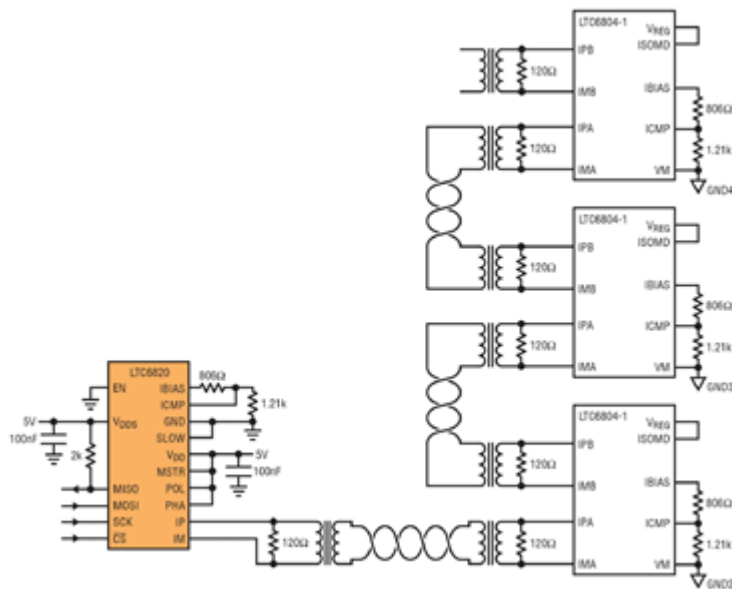 LTC6804-1
VREG
ISOMD
IPB
120Ω
IMB
IBIAS
806Ω
IPA
ICMP
120Ω
1.21k
IMA
VM
GND4
LTC6804-1
VREG
ISOMD
IPB
120Ω
IMB
IBIAS
806Ω
IPA
ICMP
120Ω
1.21k
IMA
VM
GND3
LTC6804-1
VREG
ISOMD
IPB
120Ω
IMB
IBIAS
806Ω
IPA
ICMP
120Ω
1.21k
IMA
VM
GND2
LTC6820
806Ω
EN
IBIAS
ICMP
1.21k
5V
VDDS
GND
100nF
SLOW
2k
VDD
5V
MSTR
100nF
MISO
POL
MOSI
PHA
SCK
IP
CS
IM
120Ω